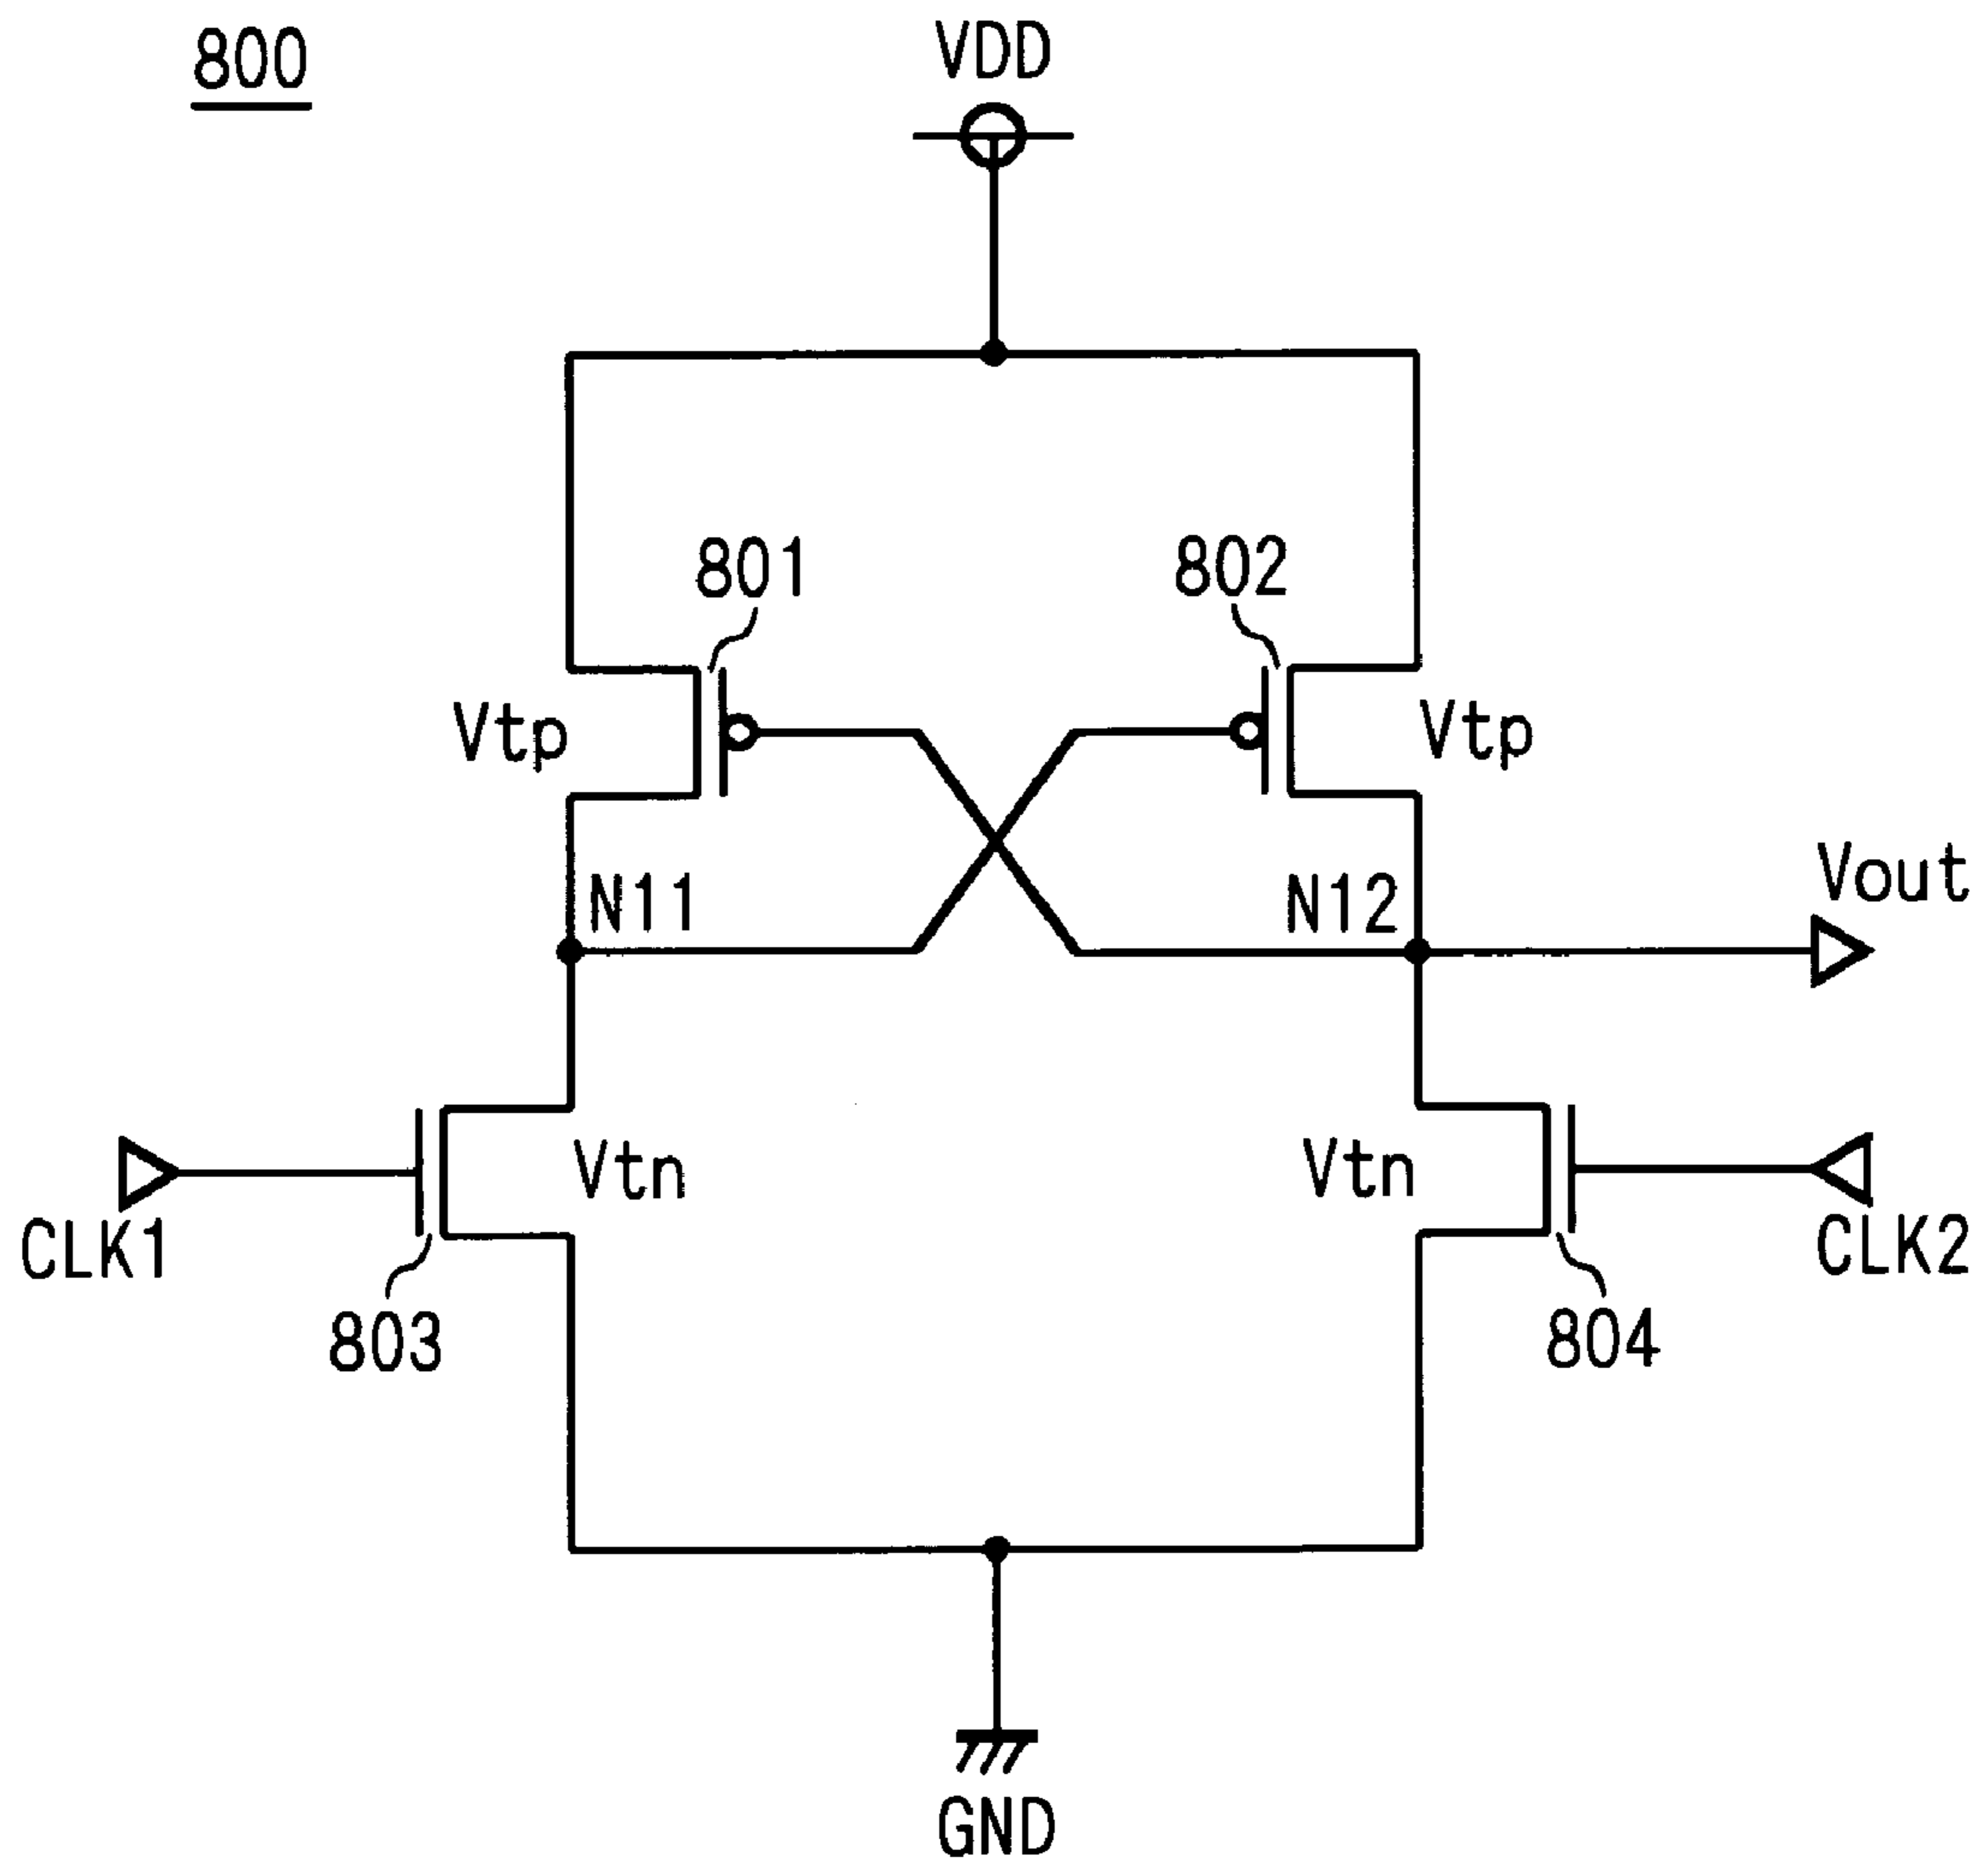 800
VDD
801
802
Vtp
Vtp
N11
N12
Vout
CLK1
Vtn
Vtn
CLK2
803
804
GND